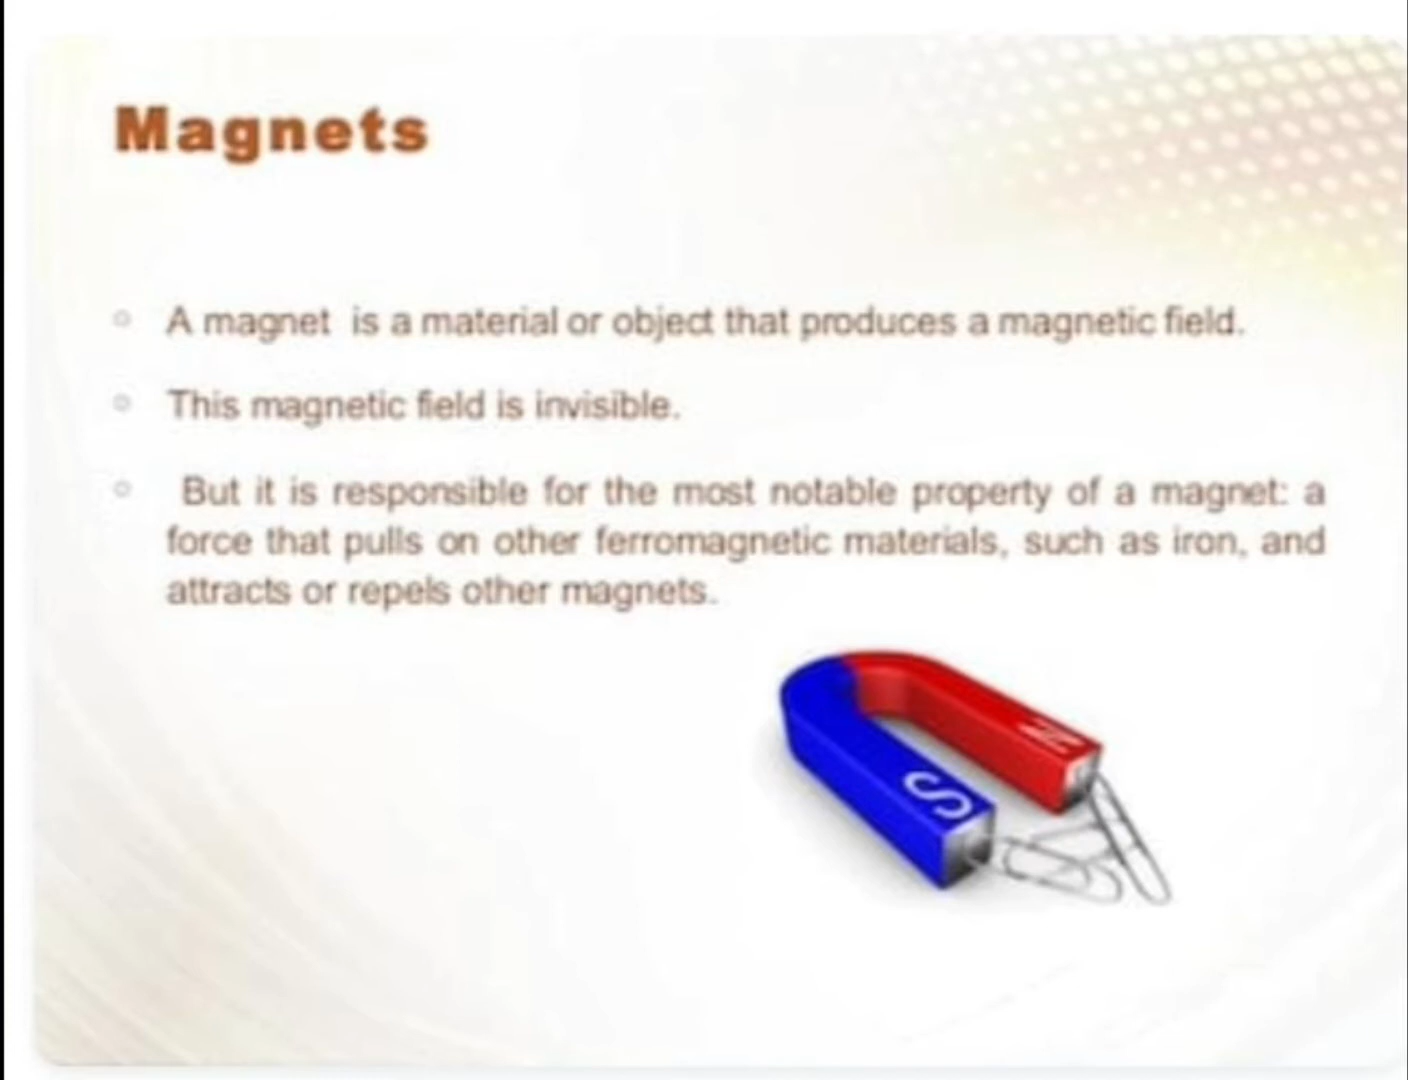 Magnets
A magnet is a material or object that produces a magnetic field.
This magnetic field is invisible.
But it is responsible for the most notable property of a magnet: a
force that pulls on other ferromagnetic materials, such as iron, and
attracts or repels other magnets.
N
S